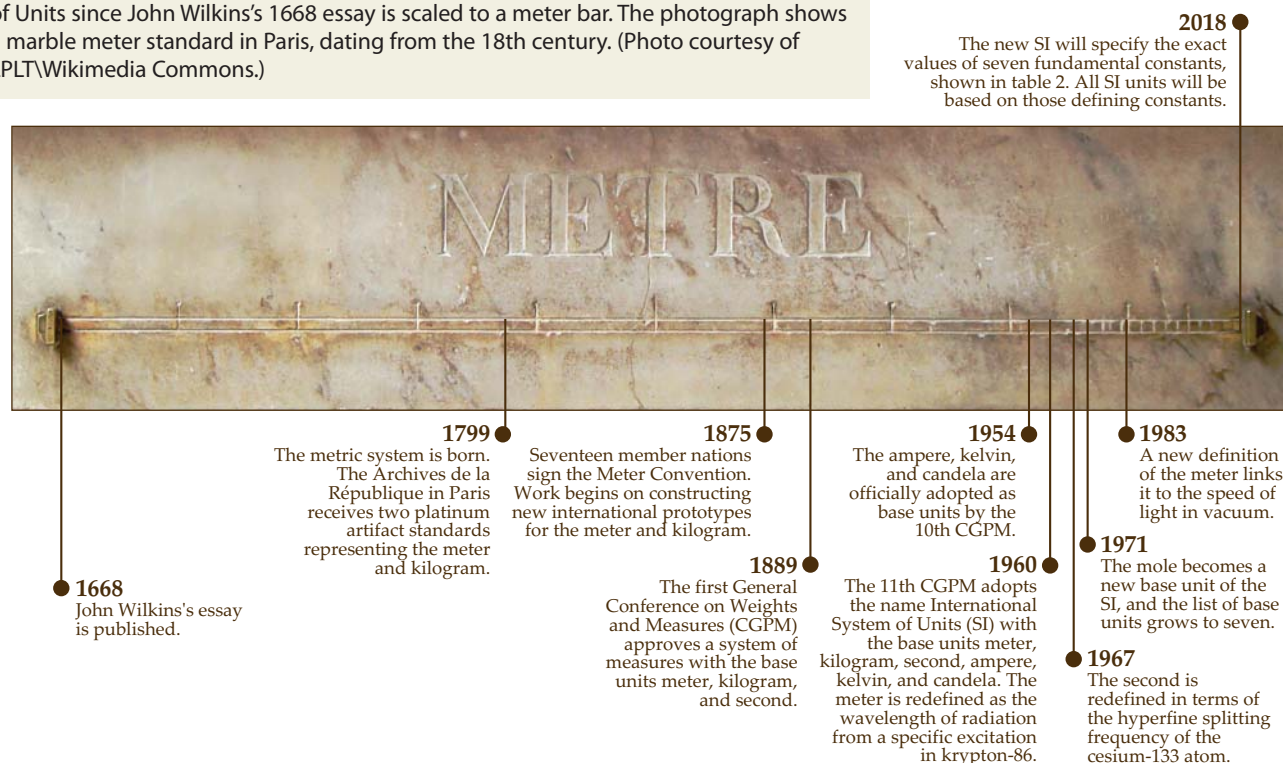 of Units since John Wilkins's 1668 essay is scaled to a meter bar. The photograph shows
marble meter standard in Paris, dating from the 18th century. (Photo courtesy of
PLT\Wikimedia Commons.)
2018
The new SI will specify the exact
values of seven fundamental constants,
shown in table 2. All SI units will be
based on those defining constants.
METRE
1799
The metric system is born.
The Archives de la
République in Paris
receives two platinum
artifact standards
representing the meter
and kilogram.
1875
Seventeen member nations
sign the Meter Convention.
Work begins on constructing
new international prototypes
for the meter and kilogram.
1954
The ampere, kelvin,
and candela are
officially adopted as
base units by the
10th CGPM.
1983
A new definition
of the meter links
it to the speed of
light in vacuum.
1668
John Wilkins's essay
is published.
1889
The first General
Conference on Weights
and Measures (CGPM)
approves a system of
measures with the base
units meter, kilogram,
and second.
1960
The 11th CGPM adopts
the name International
System of Units (SI) with
the base units meter,
kilogram, second, ampere,
kelvin, and candela. The
meter is redefined as the
wavelength of radiation
from a specific excitation
in krypton-86.
1971
The mole becomes a
new base unit of the
SI, and the list of base
units grows to seven.
1967
The second is
redefined in terms of
the hyperfine splitting
frequency of the
cesium-133 atom.